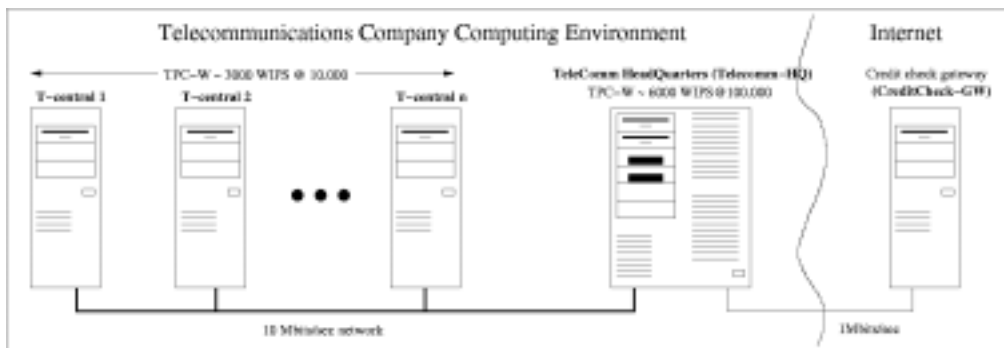 Telecommunications Company Computing Environment
Internet
TPC-W ~ 3000 WIPS @ 10,000
T-central 1
T-central 2
T-central n
TeleComm HeadQuarters (Telecomm-HQ)
TPC-W ~ 6000 WIPS@100,000
Credit check gateway
(CreditCheck-GW)
10 Mbits/sec network
1Mbits/sec